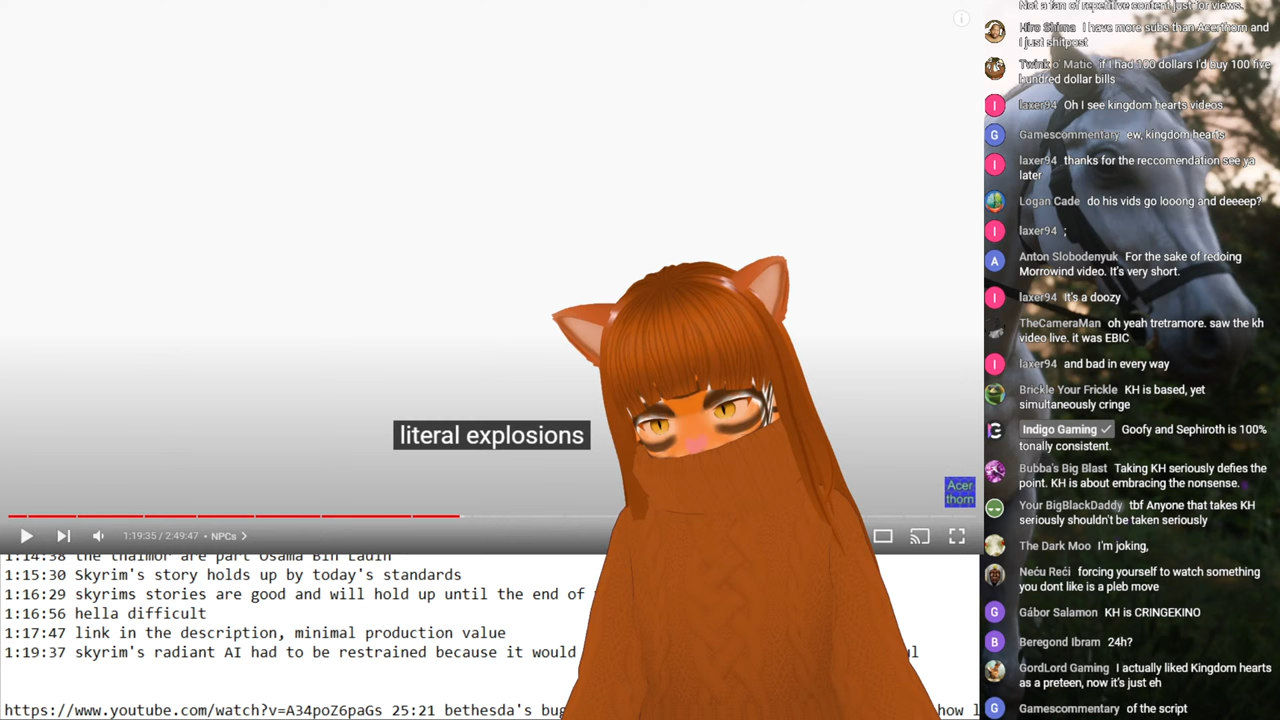 literal explosions
Acer
thorn
1:19:35 / 2:49:47 • NPCs >
1:14:38 the thalmor are part Osama Bin Ladin
1:15:30 Skyrim's story holds up by today's standards
1:16:29 skyrims stories are good and will hold up until the end of
1:16:56 hella difficult
1:17:47 link in the description, minimal production value
1:19:37 skyrim's radiant AI had to be restrained because it would
https://www.youtube.com/watch?v=A34poZ6paGs 25:21 bethesda's bug
how l
Not a fan of repetitive content just for views.
Hiro Shima I have more subs than Acerthorn and
I just shitpost
Twink o' Matic if I had 100 dollars I'd buy 100 five
hundred dollar bills
laxer94 Oh I see kingdom hearts videos
Gamescommentary ew, kingdom hearts
laxer94 thanks for the reccomendation see ya
later
Logan Cade do his vids go looong and deeeep?
laxer94 ;
Anton Slobodenyuk For the sake of redoing
Morrowind video. It's very short.
laxer94 It's a doozy
TheCameraMan oh yeah tretramore. saw the kh
video live. it was EBIC
laxer94 and bad in every way
Brickle Your Frickle KH is based, yet
simultaneously cringe
Indigo Gaming ✓ Goofy and Sephiroth is 100%
tonally consistent.
Bubba's Big Blast Taking KH seriously defies the
point. KH is about embracing the nonsense.
Your BigBlackDaddy tbf Anyone that takes KH
seriously shouldn't be taken seriously
The Dark Moo I'm joking,
Neću Reći forcing yourself to watch something
you dont like is a pleb move
Gábor Salamon KH is CRINGEKINO
Beregond Ibram 24h?
GordLord Gaming I actually liked Kingdom hearts
as a preteen, now it's just eh
Gamescommentary of the script